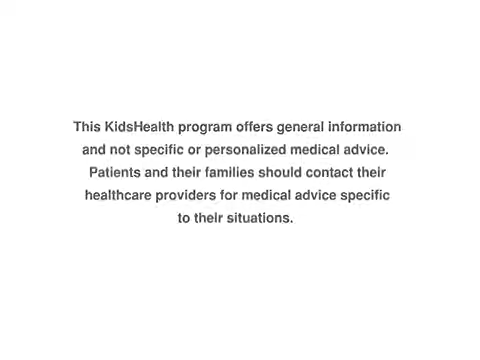 This KidsHealth program offers general information
and not specific or personalized medical advice.
Patients and their families should contact their
healthcare providers for medical advice specific
to their situations.